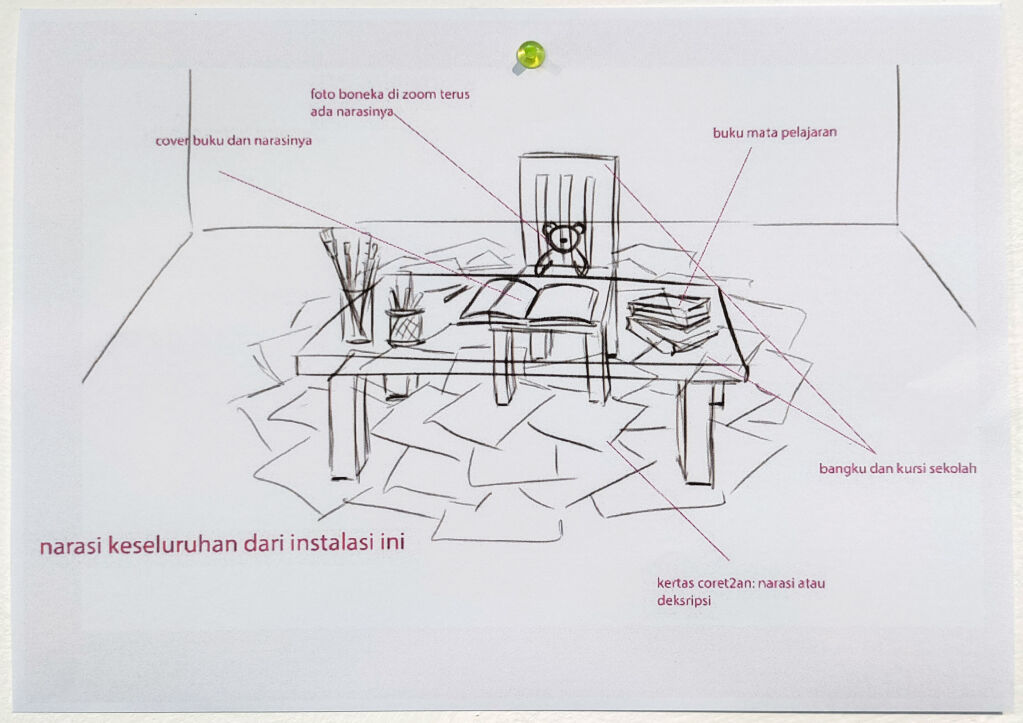 foto boneka di zoom terus
ada narasinya
cover buku dan narasinya
buku mata pelajaran
bangku dan kursi sekolah
narasi keseluruhan dari instalasi ini
kertas coret2an: narasi atau
deksripsi